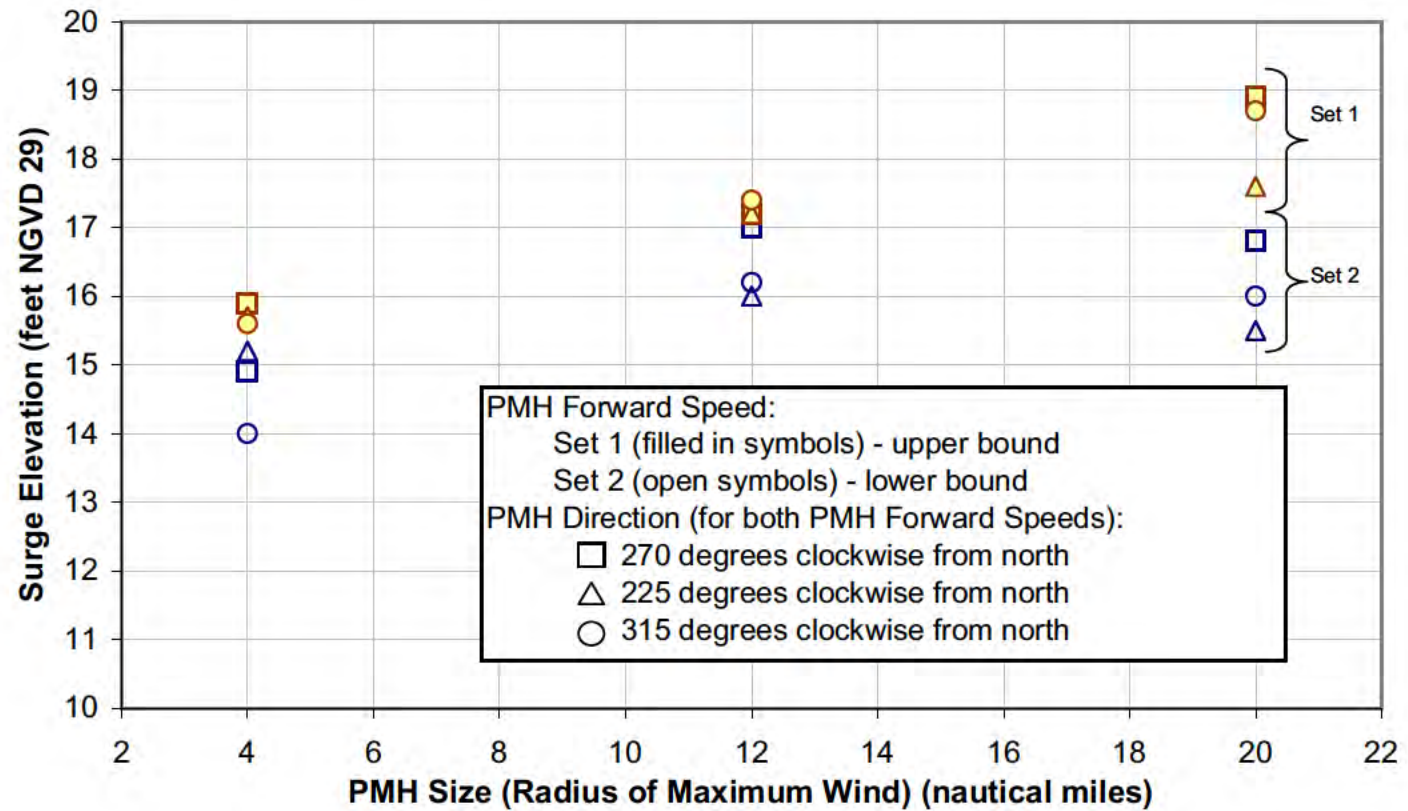 20
19
18
17
16
15
14
13
12
11
10
Surge Elevation (feet NGVD 29)
Set 1
Set 2
PMH Forward Speed:
Set 1 (filled in symbols) - upper bound
Set 2 (open symbols) - lower bound
PMH Direction (for both PMH Forward Speeds):
270 degrees clockwise from north
225 degrees clockwise from north
315 degrees clockwise from north
2 4 6 8 10 12 14 16 18 20 22
PMH Size (Radius of Maximum Wind) (nautical miles)